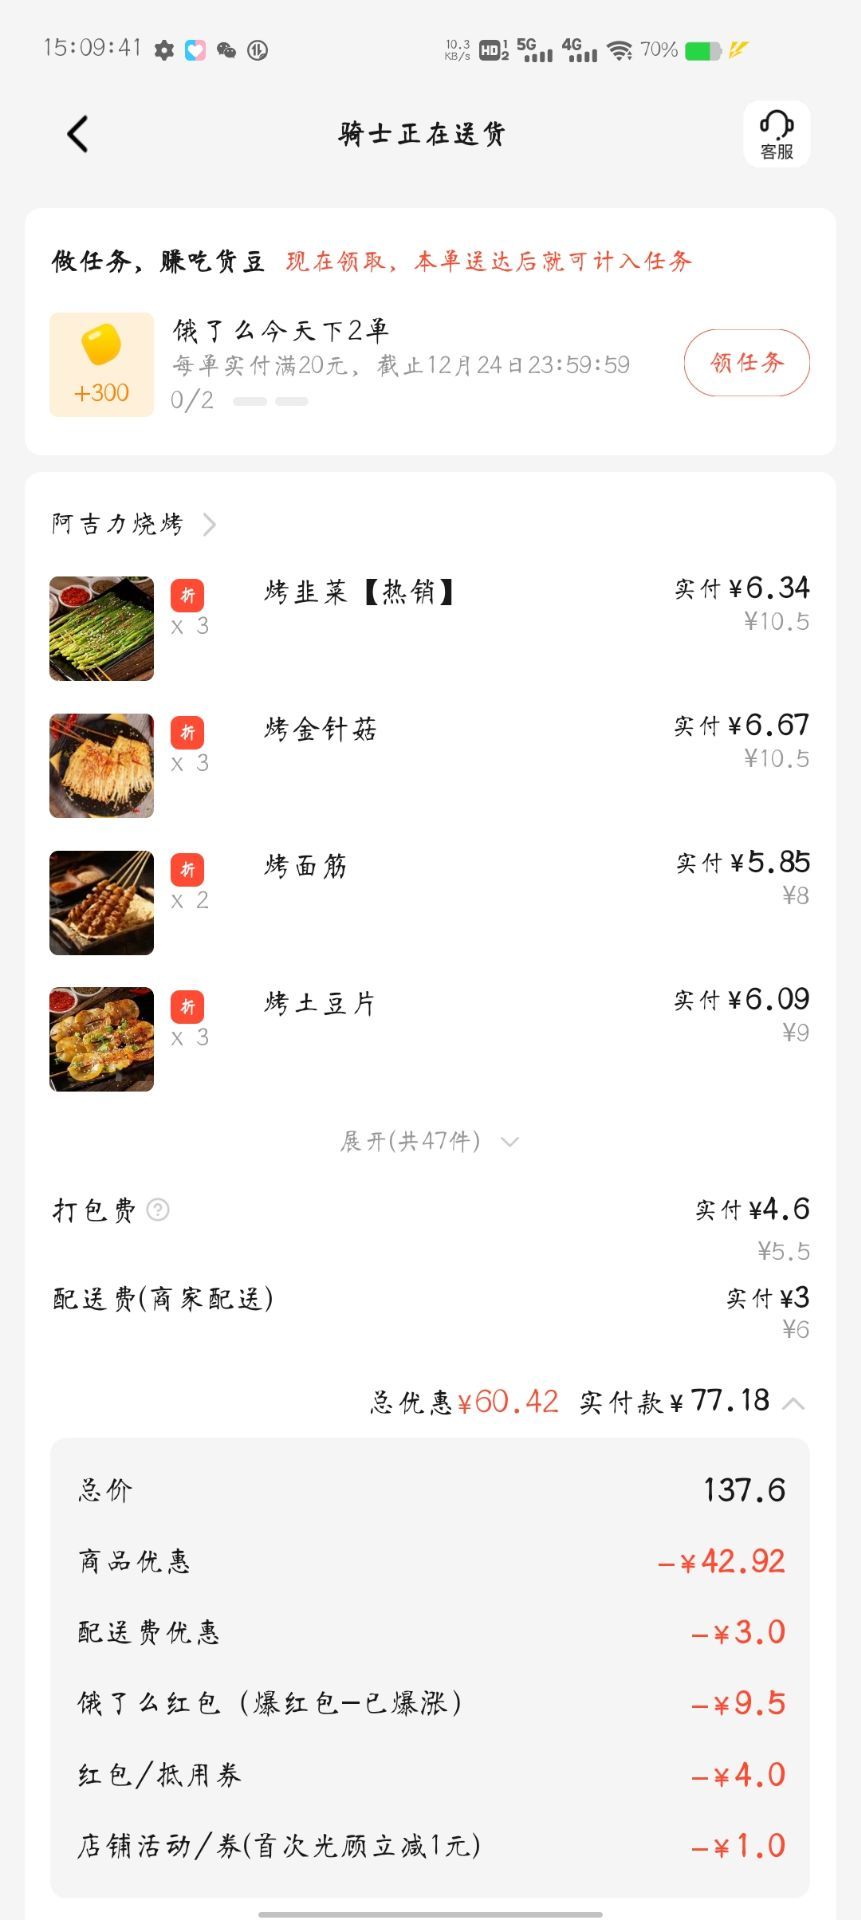 15:09:41 10.3 KB/s HD 1 2 5G 4G 70%
骑士正在送货
客服
做任务，赚吃货豆 现在领取，本单送达后就可计入任务
饿了么今天下2单
每单实付满20元，截止12月24日23:59:59
+300
0/2
领任务
阿吉力烧烤
折 烤韭菜【热销】 实付¥6.34
x 3 ¥10.5
折 烤金针菇 实付¥6.67
x 3 ¥10.5
折 烤面筋 实付¥5.85
x 2 ¥8
折 烤土豆片 实付¥6.09
x 3 ¥9
展开(共47件)
打包费 ? 实付¥4.6
¥5.5
配送费(商家配送) 实付¥3
¥6
总优惠¥60.42 实付款¥77.18
总价 137.6
商品优惠 -¥42.92
配送费优惠 -¥3.0
饿了么红包（爆红包-已爆涨） -¥9.5
红包/抵用券 -¥4.0
店铺活动/券(首次光顾立减1元) -¥1.0